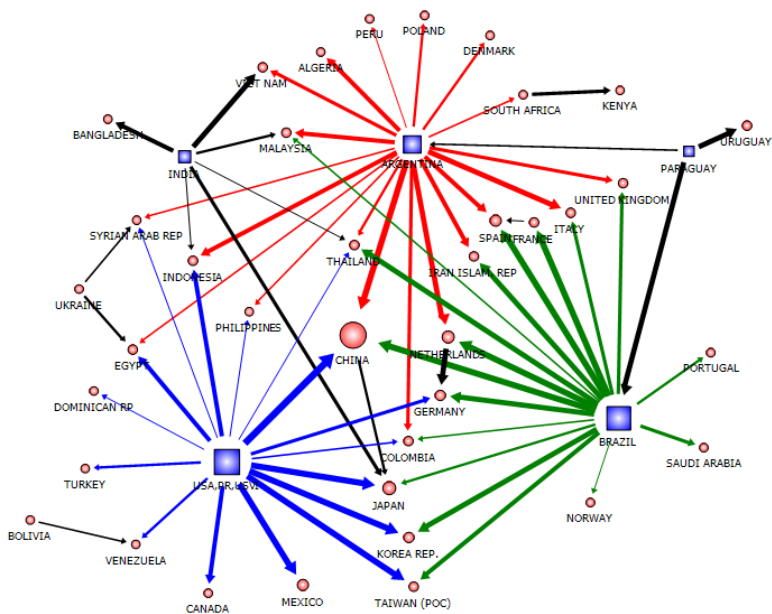 POLAND
PERU
DENMARK
ALGERIA
VIET NAM
SOUTH AFRICA
KENYA
BANGLADESH
MALAYSIA
URUGUAY
ARGENTINA
PARAGUAY
INDIA
UNITED KINGDOM
SYRIAN ARAB REP
SPAIN
FRANCE
ITALY
THAILAND
INDONESIA
IRAN ISLAM. REP
UKRAINE
PHILIPPINES
EGYPT
CHINA
NETHERLANDS
PORTUGAL
DOMINICAN RP
GERMANY
BRAZIL
COLOMBIA
SAUDI ARABIA
TURKEY
USA,PR,USVI
JAPAN
NORWAY
BOLIVIA
VENEZUELA
KOREA REP.
CANADA
MEXICO
TAIWAN (POC)